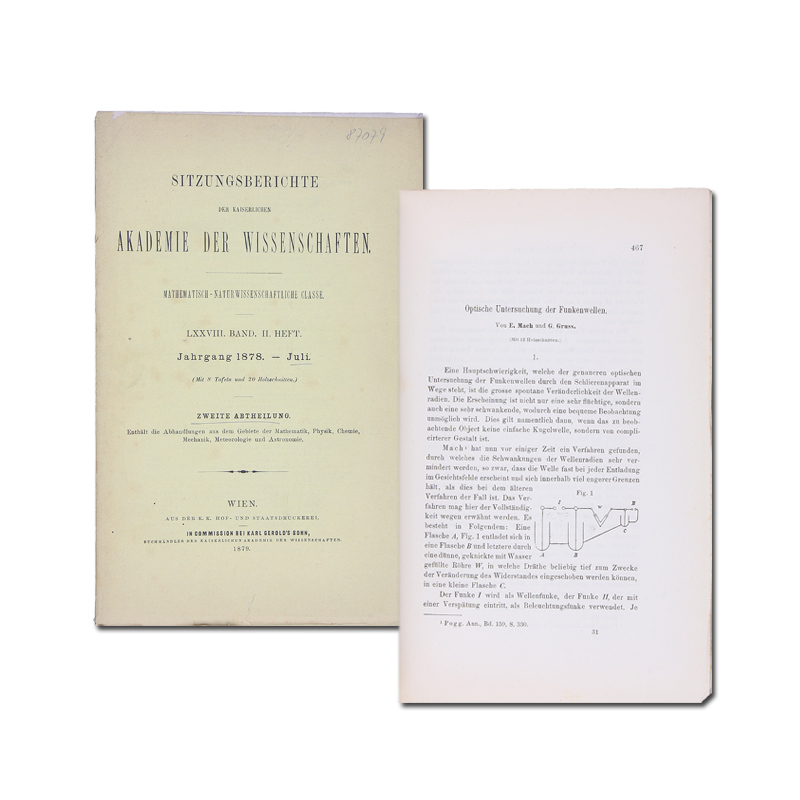 87079
SITZUNGSBERICHTE
DER KAISERLICHEN
AKADEMIE DER WISSENSCHAFTEN.
MATHEMATISCH-NATURWISSENSCHAFTLICHE CLASSE.
LXXVIII. BAND. II. HEFT.
Jahrgang 1878. — Juli.
(Mit 8 Tafeln und 20 Holzschnitten.)
ZWEITE ABTHEILUNG.
Enthält die Abhandlungen aus dem Gebiete der Mathematik, Physik, Chemie,
Mechanik, Meteorologie und Astronomie.
WIEN.
AUS DER K. K. HOF- UND STAATSDRUCKEREI.
IN COMMISSION BEI KARL GEROLD'S SOHN,
BUCHHÄNDLER DER KAISERLICHEN AKADEMIE DER WISSENSCHAFTEN.
1879.
467
Optische Untersuchung der Funkenwellen.
Von E. Mach und G. Gruss.
(Mit 12 Holzschnitten.)
I.
Eine Hauptschwierigkeit, welche der genaueren optischen
Untersuchung der Funkenwellen durch den Schlierenapparat im
Wege steht, ist die grosse spontane Veränderlichkeit der Wellen-
radien. Die Erscheinung ist nicht nur eine sehr flüchtige, sondern
auch eine sehr schwankende, wodurch eine bequeme Beobachtung
unmöglich wird. Dies gilt namentlich dann, wenn das zu beob-
achtende Object keine einfache Kugelwelle, sondern von compli-
cirterer Gestalt ist.
Mach¹ hat nun vor einiger Zeit ein Verfahren gefunden,
durch welches die Schwankungen der Wellenradien sehr ver-
mindert werden, so zwar, dass die Welle fast bei jeder Entladung
im Gesichtsfelde erscheint und sich innerhalb viel engerer Grenzen
hält, als dies bei dem älteren
Verfahren der Fall ist. Das Ver-
fahren mag hier der Vollständig-
keit wegen erwähnt werden. Es
besteht in Folgendem: Eine
Flasche A, Fig. 1 entladet sich in
eine Flasche B und letztere durch
eine dünne, geknickte mit Wasser
Fig. 1
I
w
II
C
A
B
gefüllte Röhre W, in welche Dräthe beliebig tief zum Zwecke
der Veränderung des Widerstandes eingeschoben werden können,
in eine kleine Flasche C.
Der Funke I wird als Wellenfunke, der Funke II, der mit
einer Verspätung eintritt, als Beleuchtungsfunke verwendet. Je
¹ Pogg. Ann., Bd. 159, S. 330.
31